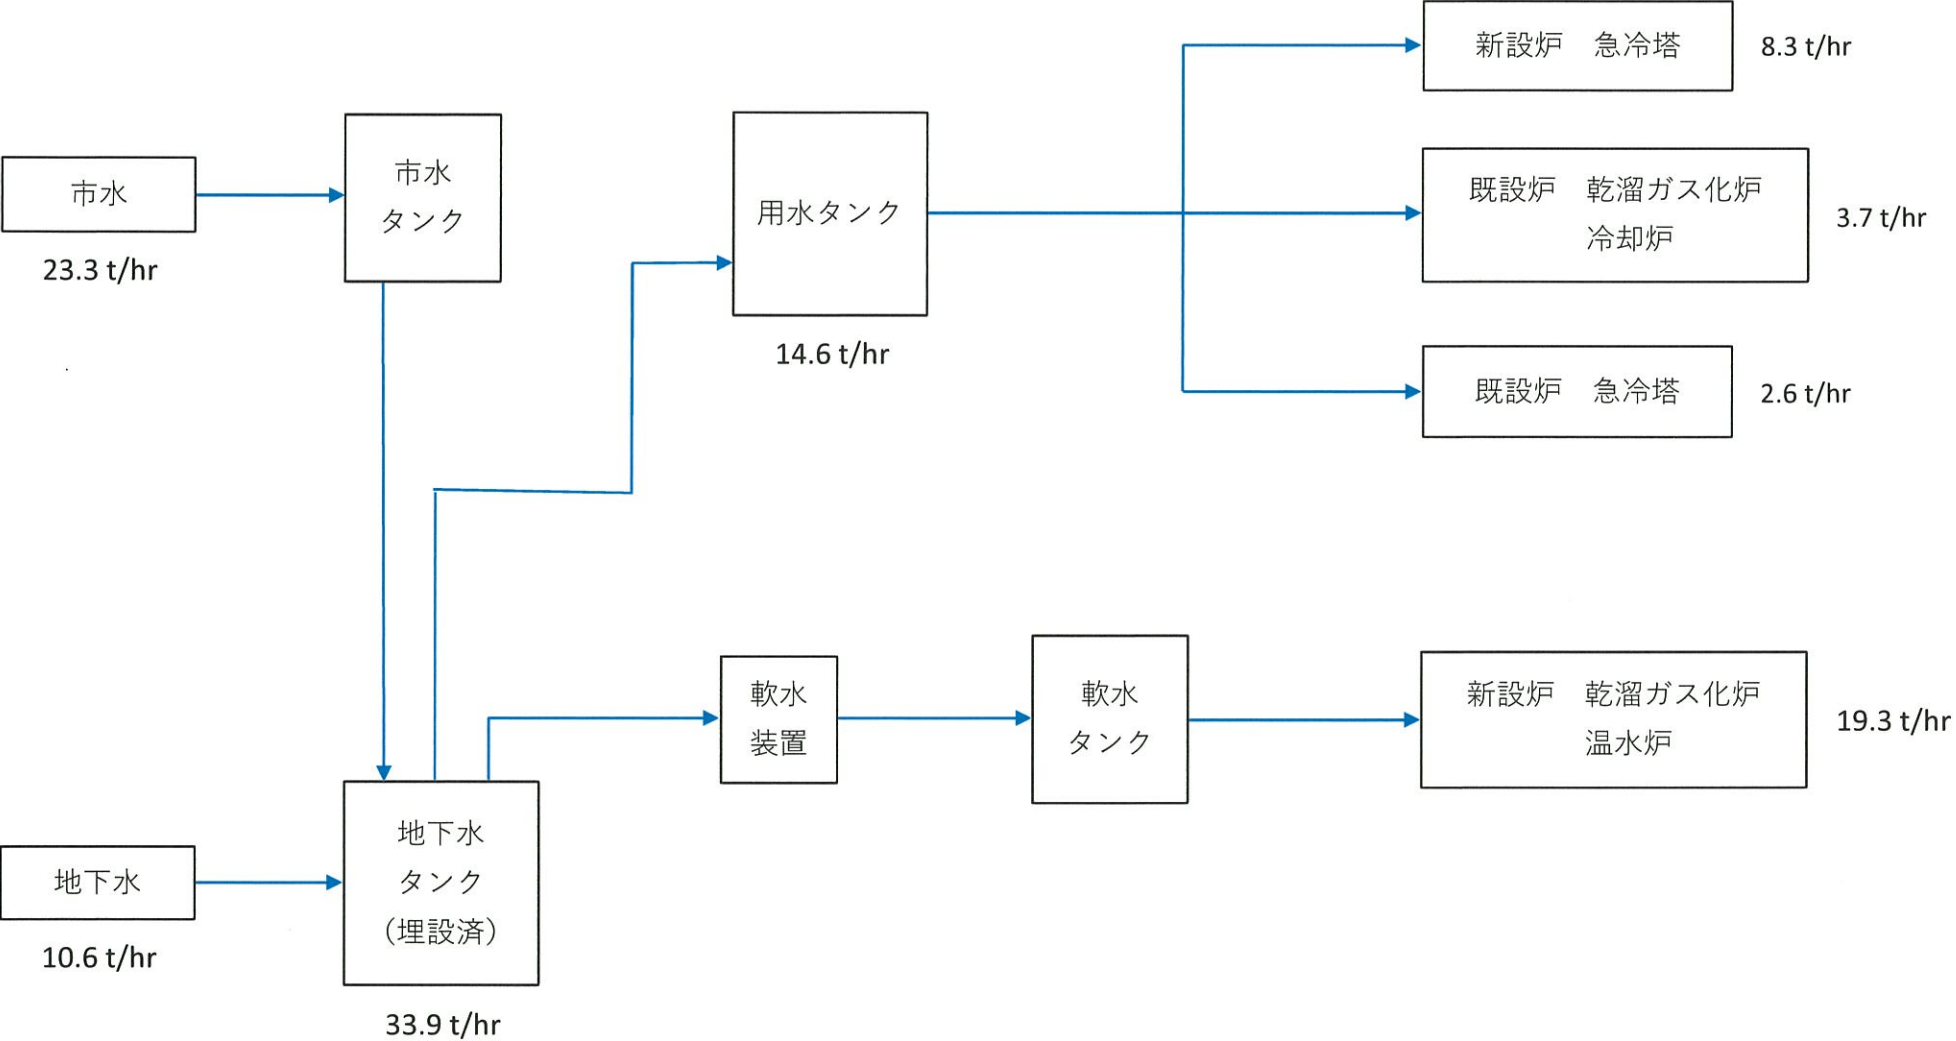 新設炉　急冷塔
8.3 t/hr
市水
23.3 t/hr
市水
タンク
用水タンク
14.6 t/hr
既設炉　乾溜ガス化炉
冷却炉
3.7 t/hr
既設炉　急冷塔
2.6 t/hr
軟水
装置
軟水
タンク
新設炉　乾溜ガス化炉
温水炉
19.3 t/hr
地下水
10.6 t/hr
地下水
タンク
（埋設済）
33.9 t/hr